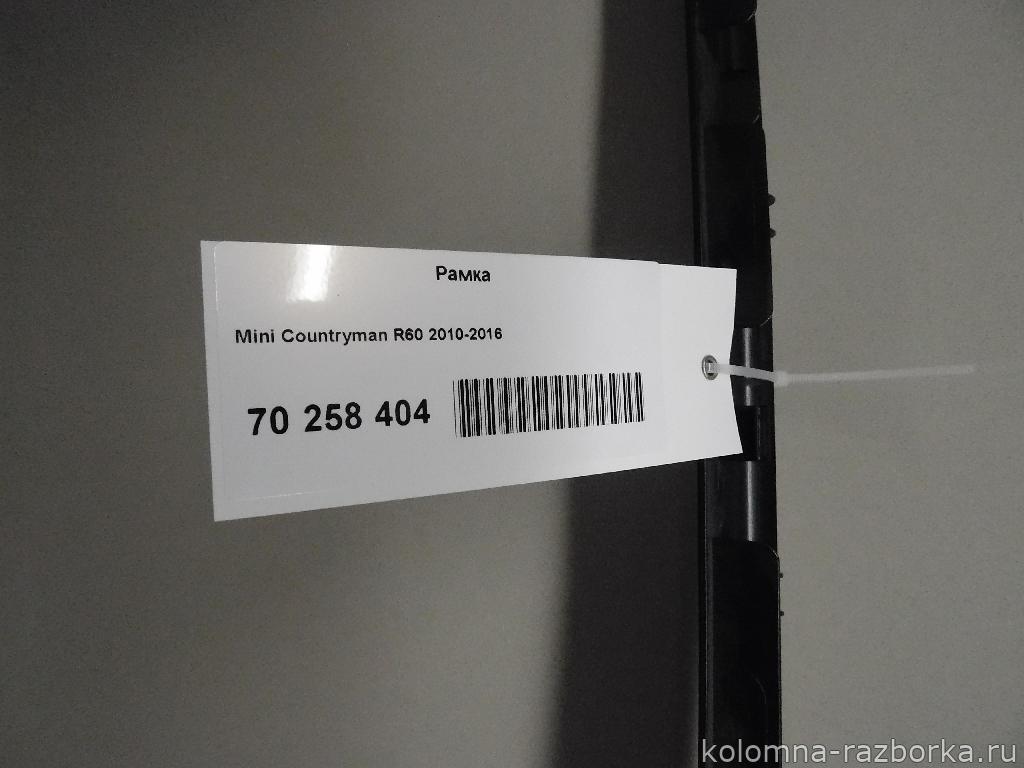 Рамка
Mini Countryman R60 2010-2016
70 258 404
kolomna-razborka.ru